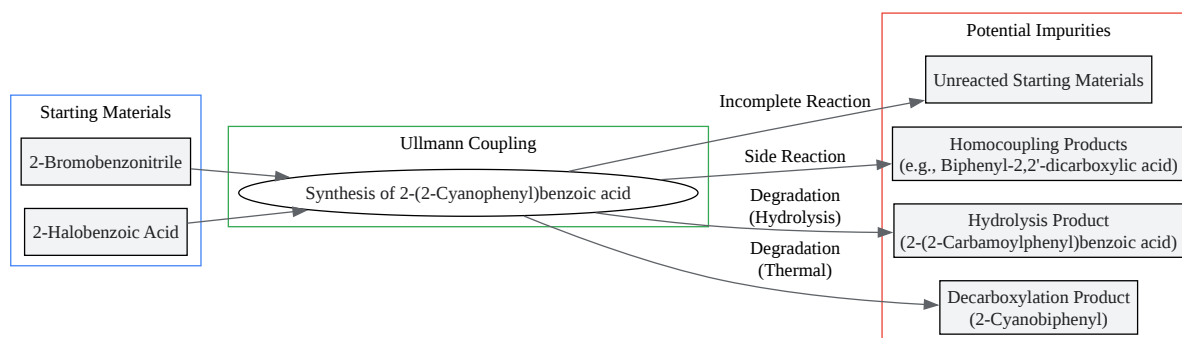 Starting Materials
2-Bromobenzonitrile
2-Halobenzoic Acid
Ullmann Coupling
Synthesis of 2-(2-Cyanophenyl)benzoic acid
Incomplete Reaction
Side Reaction
Degradation
(Hydrolysis)
Degradation
(Thermal)
Potential Impurities
Unreacted Starting Materials
Homocoupling Products
(e.g., Biphenyl-2,2'-dicarboxylic acid)
Hydrolysis Product
(2-(2-Carbamoylphenyl)benzoic acid)
Decarboxylation Product
(2-Cyanobiphenyl)